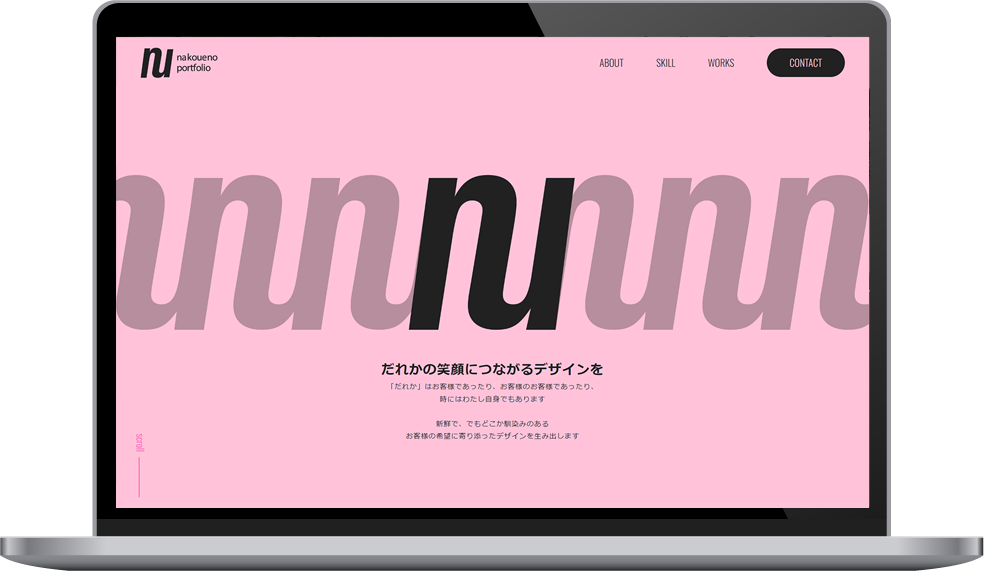 nu
nakoueno
portfolio
ABOUT
SKILL
WORKS
CONTACT
nu
だれかの笑顔につながるデザインを
「だれか」はお客様であったり、お客様のお客様であったり、
時にはわたし自身でもあります
新鮮で、でもどこか馴染みのある
お客様の希望に寄り添ったデザインを生み出します
scroll